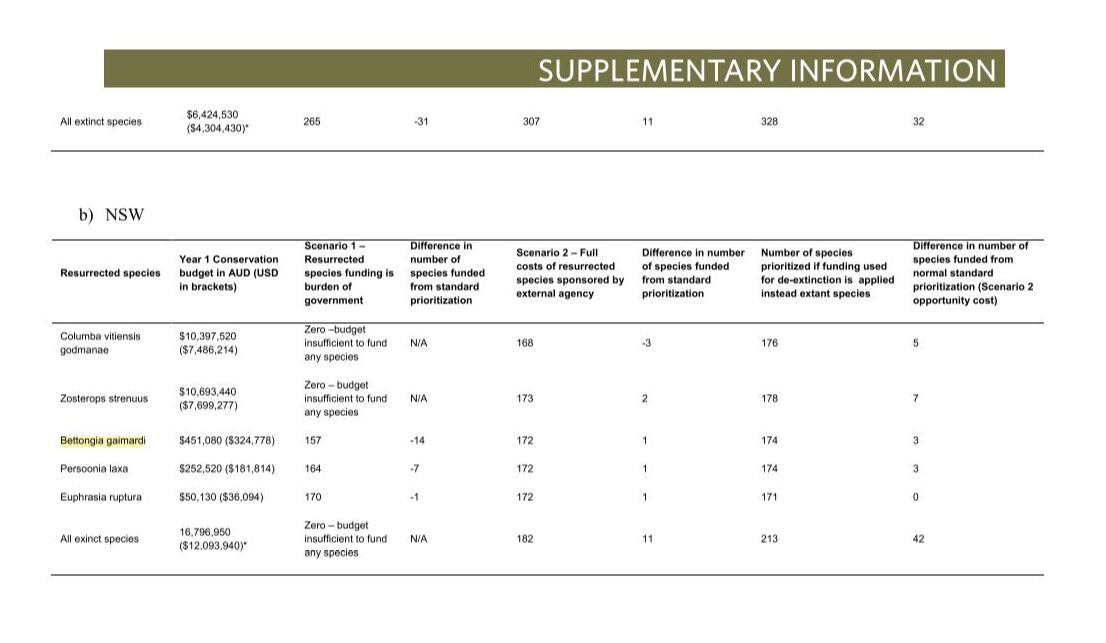 SUPPLEMENTARY INFORMATION
All extinct species $6,424,530 ($4,304,430)* 265 -31 307 11 328 32
b) NSW
Resurrected species | Year 1 Conservation budget in AUD (USD in brackets) | Scenario 1 – Resurrected species funding is burden of government | Difference in number of species funded from standard prioritization | Scenario 2 – Full costs of resurrected species sponsored by external agency | Difference in number of species funded from standard prioritization | Number of species prioritized if funding used for de-extinction is applied instead extant species | Difference in number of species funded from normal standard prioritization (Scenario 2 opportunity cost)
Columba vitiensis godmanae $10,397,520 ($7,486,214) Zero –budget insufficient to fund any species N/A 168 -3 176 5
Zosterops strenuus $10,693,440 ($7,699,277) Zero – budget insufficient to fund any species N/A 173 2 178 7
Bettongia gaimardi $451,080 ($324,778) 157 -14 172 1 174 3
Persoonia laxa $252,520 ($181,814) 164 -7 172 1 174 3
Euphrasia ruptura $50,130 ($36,094) 170 -1 172 1 171 0
All exinct species 16,796,950 ($12.093.940)* Zero – budget insufficient to fund any species N/A 182 11 213 42